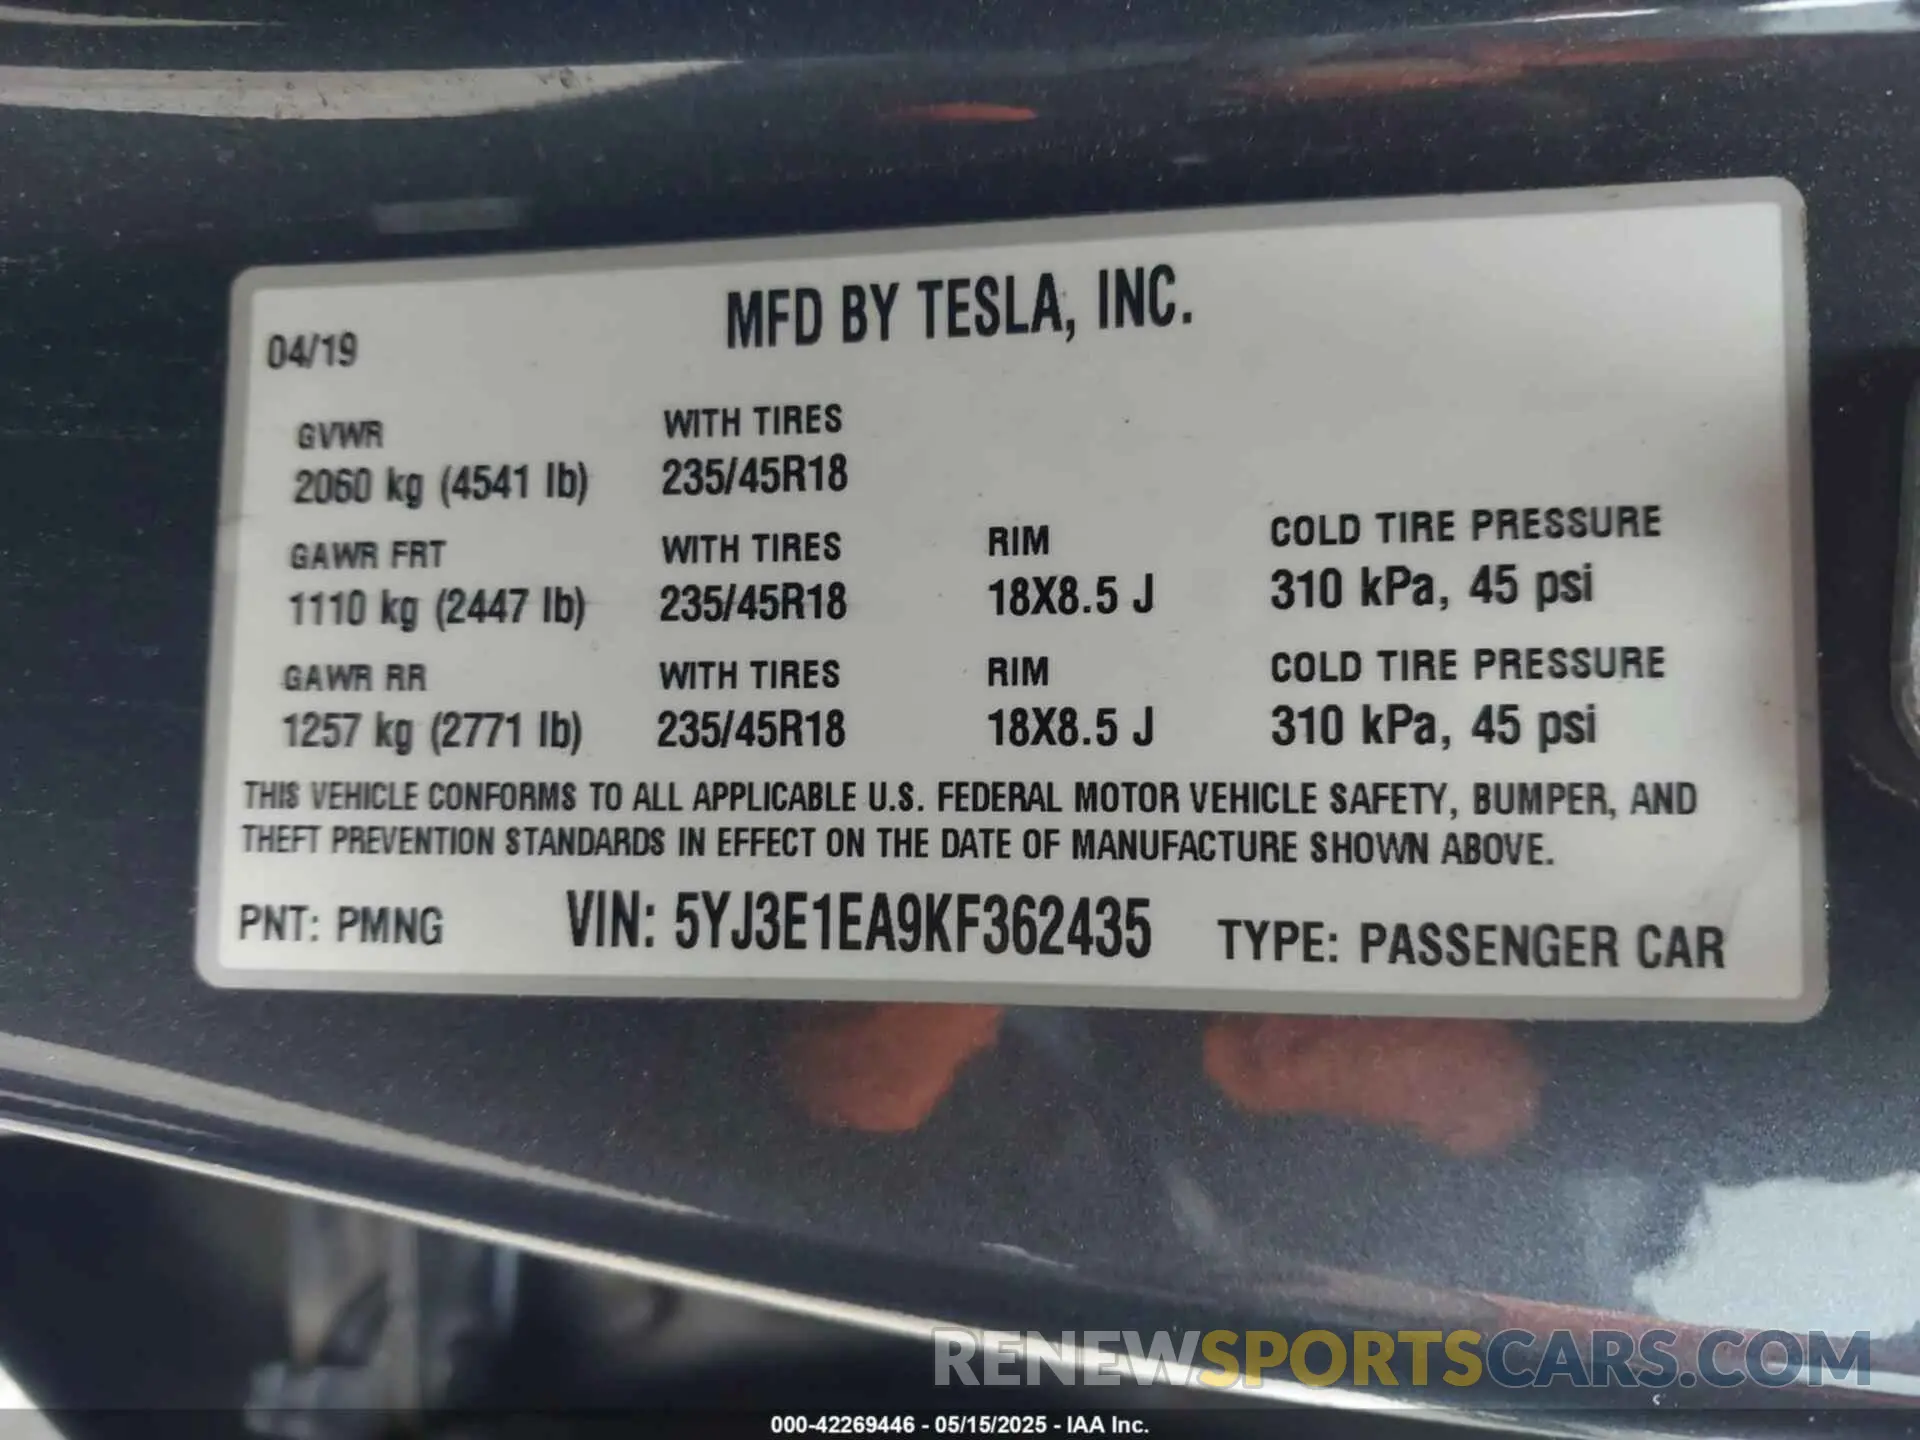 MFD BY TESLA, INC.
04/19
GVWR WITH TIRES
2060 kg (4541 lb) 235/45R18
GAWR FRT WITH TIRES RIM COLD TIRE PRESSURE
1110 kg (2447 lb) 235/45R18 18X8.5 J 310 kPa, 45 psi
GAWR RR WITH TIRES RIM COLD TIRE PRESSURE
1257 kg (2771 lb) 235/45R18 18X8.5 J 310 kPa, 45 psi
THIS VEHICLE CONFORMS TO ALL APPLICABLE U.S. FEDERAL MOTOR VEHICLE SAFETY, BUMPER, AND
THEFT PREVENTION STANDARDS IN EFFECT ON THE DATE OF MANUFACTURE SHOWN ABOVE.
PNT: PMNG VIN: 5YJ3E1EA9KF362435 TYPE: PASSENGER CAR
RENEWSPORTSCARS.COM
000-42269446 - 05/15/2025 - IAA Inc.